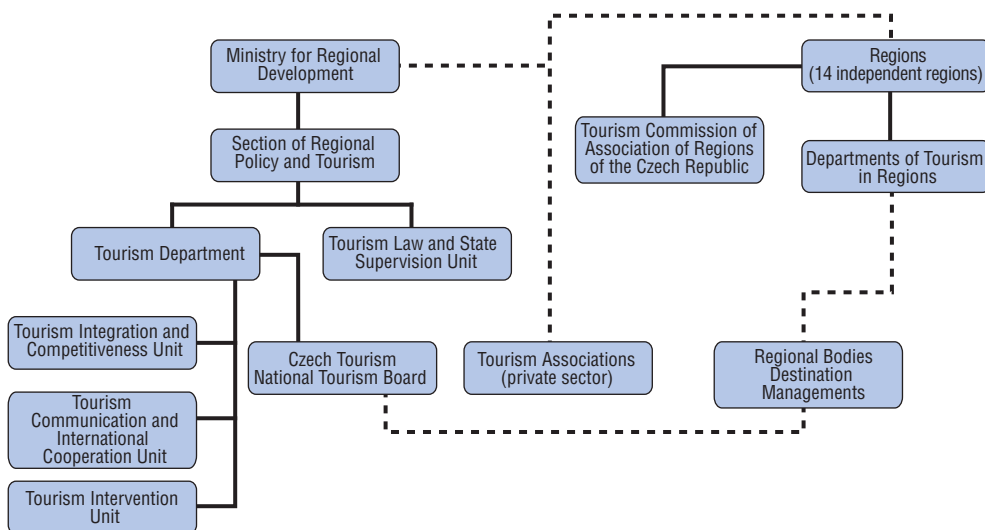 Ministry for Regional
Development
Regions
(14 independent regions)
Section of Regional
Policy and Tourism
Tourism Commission of
Association of Regions
of the Czech Republic
Departments of Tourism
in Regions
Tourism Department
Tourism Law and State
Supervision Unit
Tourism Integration and
Competitiveness Unit
Czech Tourism
National Tourism Board
Tourism Associations
(private sector)
Regional Bodies
Destination
Managements
Tourism
Communication and
International
Cooperation Unit
Tourism Intervention
Unit